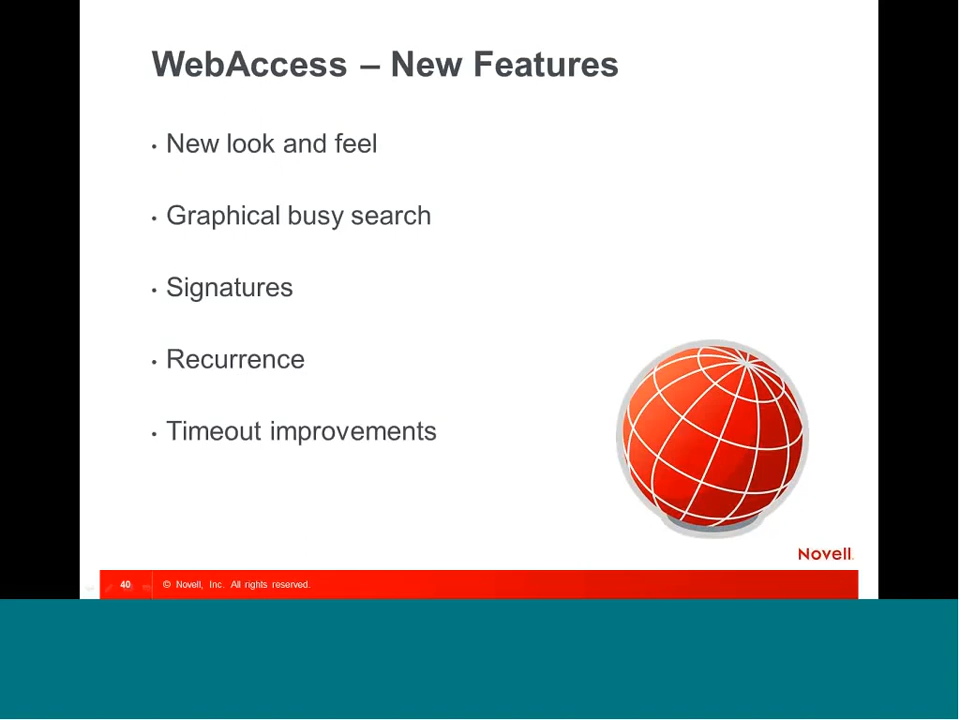 WebAccess – New Features
• New look and feel
• Graphical busy search
• Signatures
• Recurrence
• Timeout improvements
Novell.
40 © Novell, Inc. All rights reserved.